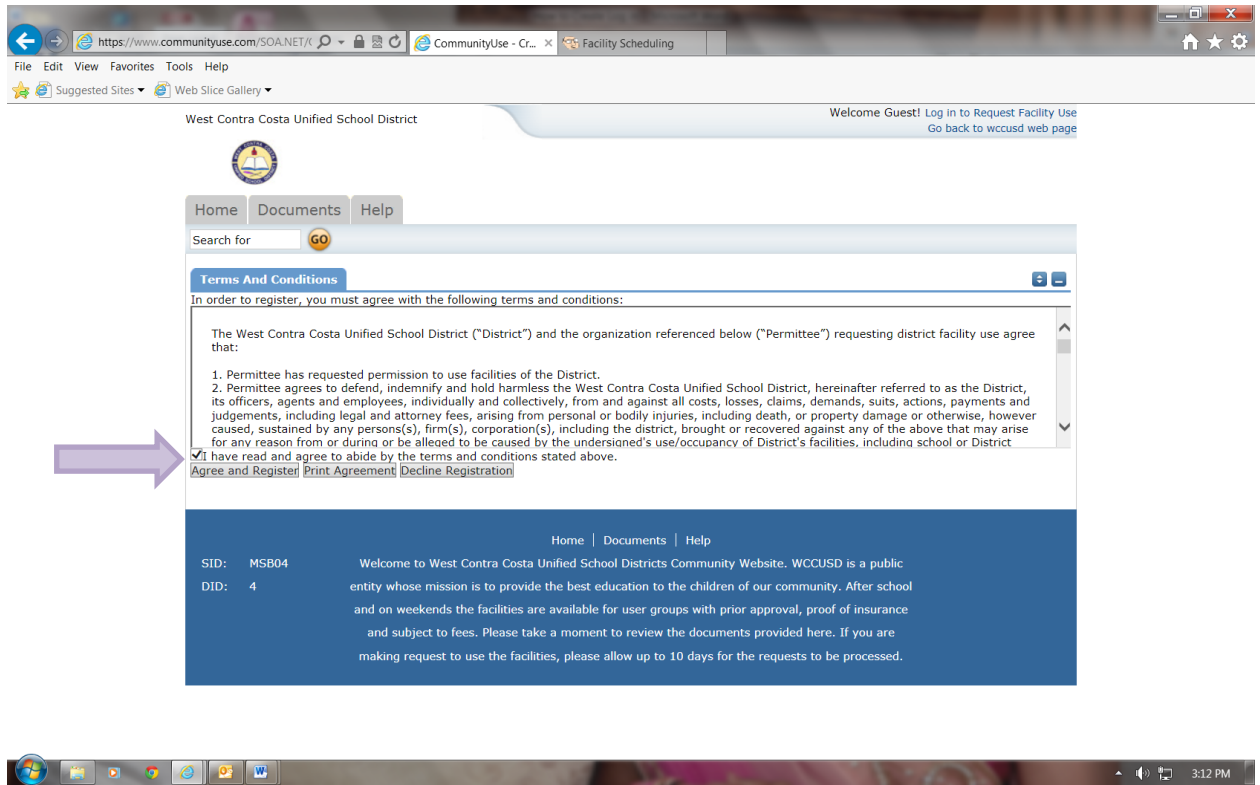 https://www.communityuse.com/SOA.NET/(
CommunityUse - Cr...
Facility Scheduling
File Edit View Favorites Tools Help
Suggested Sites
Web Slice Gallery
West Contra Costa Unified School District
Welcome Guest! Log in to Request Facility Use
Go back to wccusd web page
Home Documents Help
Search for GO
Terms And Conditions
In order to register, you must agree with the following terms and conditions:
The West Contra Costa Unified School District ("District") and the organization referenced below ("Permittee") requesting district facility use agree
that:
1. Permittee has requested permission to use facilities of the District.
2. Permittee agrees to defend, indemnify and hold harmless the West Contra Costa Unified School District, hereinafter referred to as the District,
its officers, agents and employees, individually and collectively, from and against all costs, losses, claims, demands, suits, actions, payments and
judgements, including legal and attorney fees, arising from personal or bodily injuries, including death, or property damage or otherwise, however
caused, sustained by any persons(s), firm(s), corporation(s), including the district, brought or recovered against any of the above that may arise
for any reason from or during or be alleged to be caused by the undersigned's use/occupancy of District's facilities, including school or District
I have read and agree to abide by the terms and conditions stated above.
Agree and Register Print Agreement Decline Registration
Home | Documents | Help
SID: MSB04
DID: 4
Welcome to West Contra Costa Unified School Districts Community Website. WCCUSD is a public
entity whose mission is to provide the best education to the children of our community. After school
and on weekends the facilities are available for user groups with prior approval, proof of insurance
and subject to fees. Please take a moment to review the documents provided here. If you are
making request to use the facilities, please allow up to 10 days for the requests to be processed.
3:12 PM